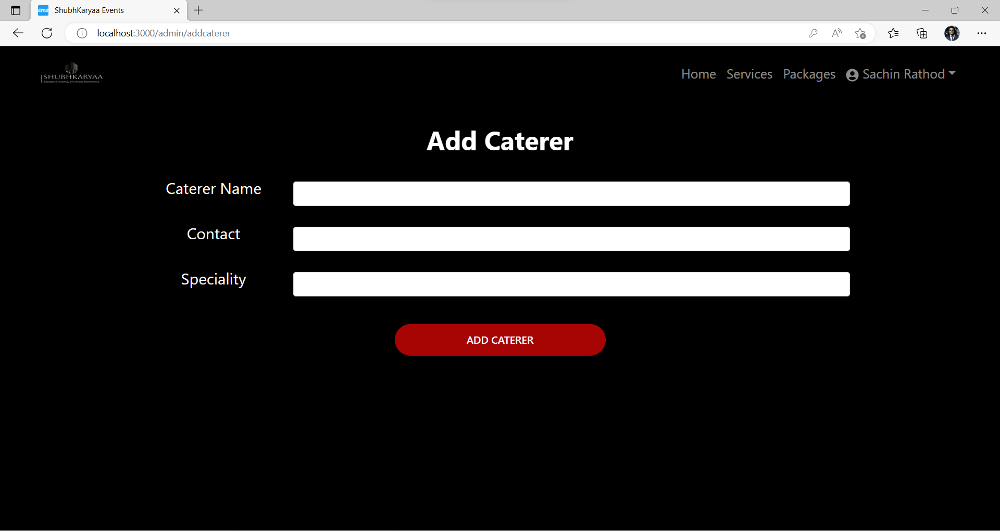 cms ShubhKaryaa Events
localhost:3000/admin/addcaterer
SHUBHKARYAA
Exclusive events, priceless memories
Home Services Packages Sachin Rathod
Add Caterer
Caterer Name
Contact
Speciality
ADD CATERER